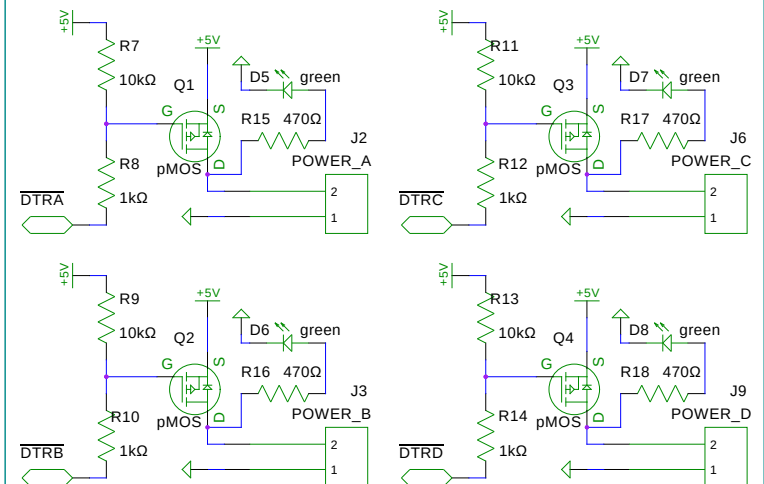 +5V
R7
10kΩ
+5V
Q1
G
S
D
pMOS
D5
green
R15
470Ω
J2
POWER_A
2
1
R8
1kΩ
DTRA
+5V
R11
10kΩ
+5V
Q3
G
S
D
pMOS
D7
green
R17
470Ω
J6
POWER_C
2
1
R12
1kΩ
DTRC
+5V
R9
10kΩ
+5V
Q2
G
S
D
pMOS
D6
green
R16
470Ω
J3
POWER_B
2
1
R10
1kΩ
DTRB
+5V
R13
10kΩ
+5V
Q4
G
S
D
pMOS
D8
green
R18
470Ω
J9
POWER_D
2
1
R14
1kΩ
DTRD